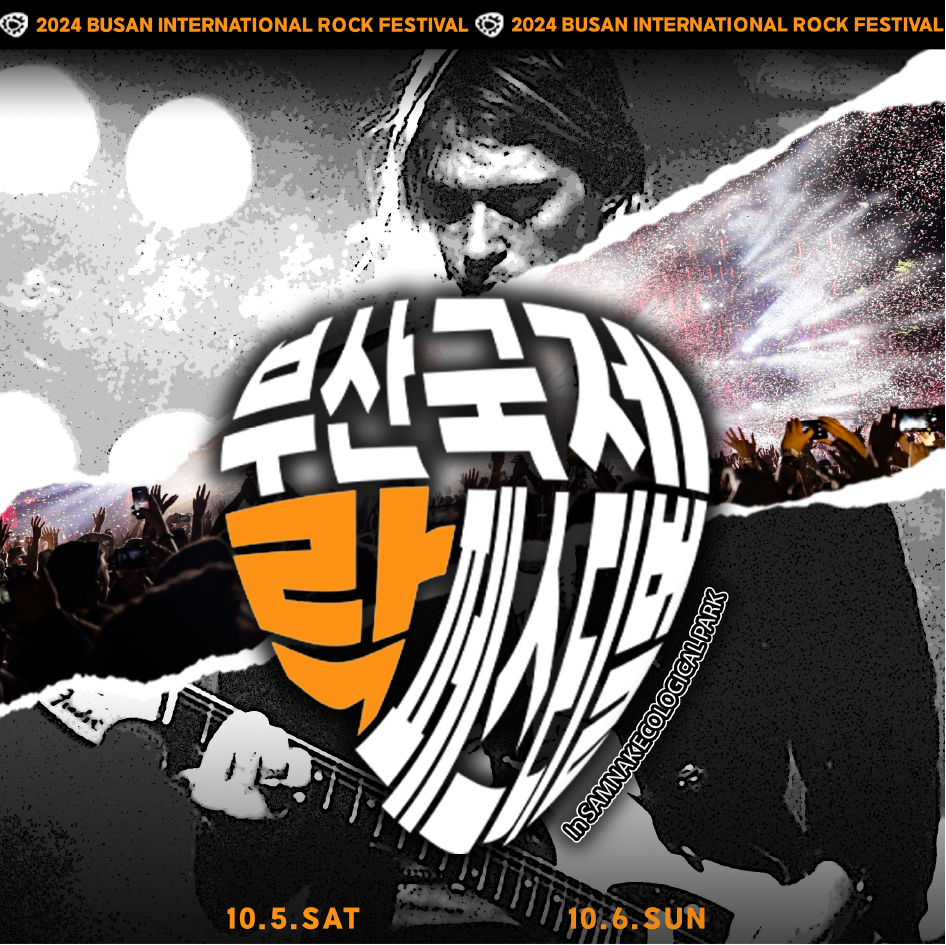 2024 BUSAN INTERNATIONAL ROCK FESTIVAL 2024 BUSAN INTERNATIONAL ROCK FESTIVAL
부산국제
락페스티벌
In SAMNAK ECOLOGICAL PARK
Fender
10.5.SAT 10.6.SUN